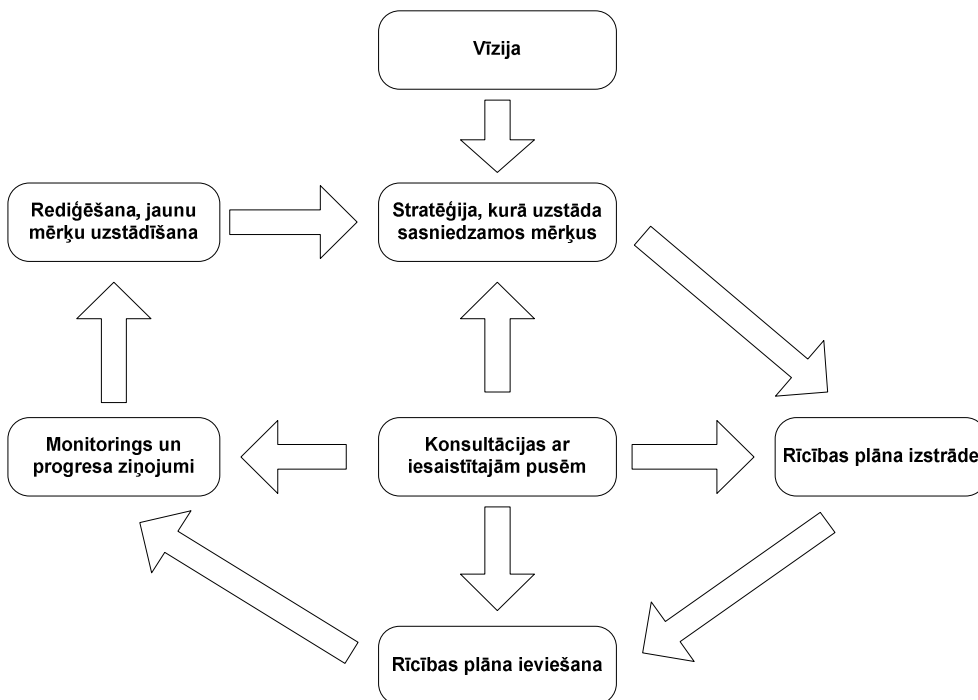 Vīzija
Rediģēšana, jaunu
mērķu uzstādīšana
Stratēģija, kurā uzstāda
sasniedzamos mērķus
Monitorings un
progresa ziņojumi
Konsultācijas ar
iesaistītajām pusēm
Rīcības plāna izstrāde
Rīcības plāna ieviešana